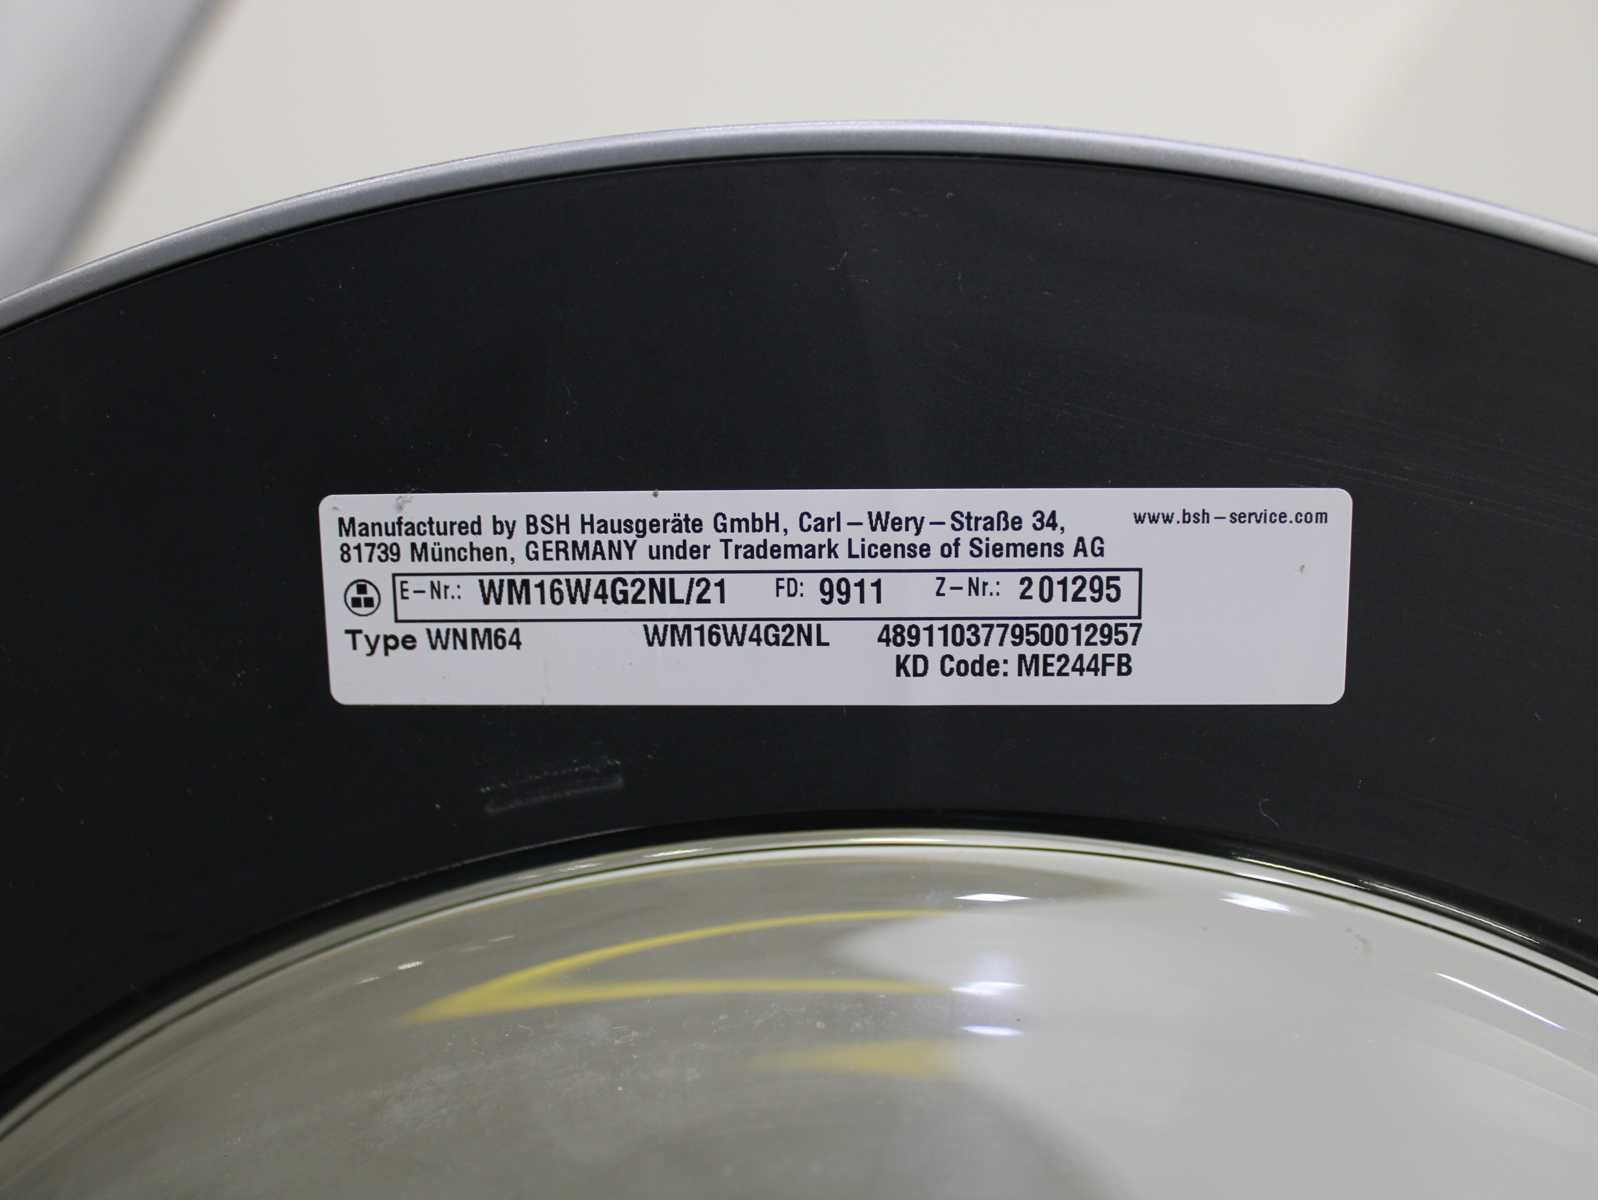 Manufactured by BSH Hausgeräte GmbH, Carl-Wery-Straße 34,
www.bsh-service.com
81739 München, GERMANY under Trademark License of Siemens AG
E-Nr.: WM16W4G2NL/21 FD: 9911 Z-Nr.: 201295
Type WNM64 WM16W4G2NL 489110377950012957
KD Code: ME244FB